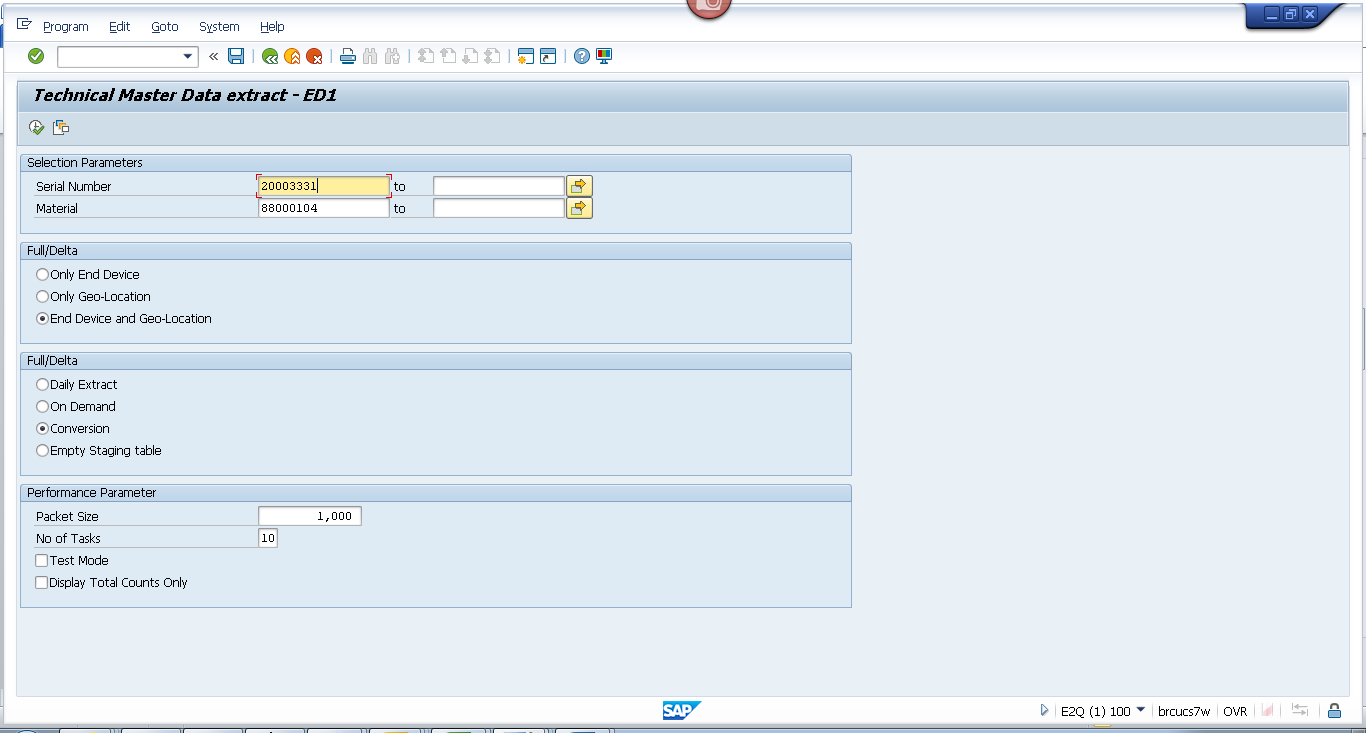 Program Edit Goto System Help
Technical Master Data extract - ED1
Selection Parameters
Serial Number 20003331 to
Material 88000104 to
Full/Delta
Only End Device
Only Geo-Location
End Device and Geo-Location
Full/Delta
Daily Extract
On Demand
Conversion
Empty Staging table
Performance Parameter
Packet Size 1,000
No of Tasks 10
Test Mode
Display Total Counts Only
SAP E2Q (1) 100 brcucs7w OVR